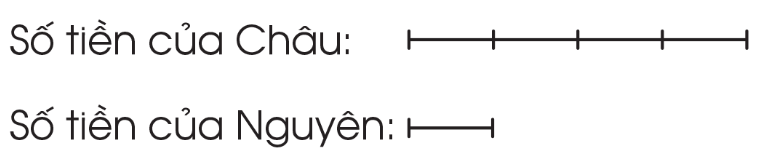 Số tiền của Châu:
Số tiền của Nguyên: